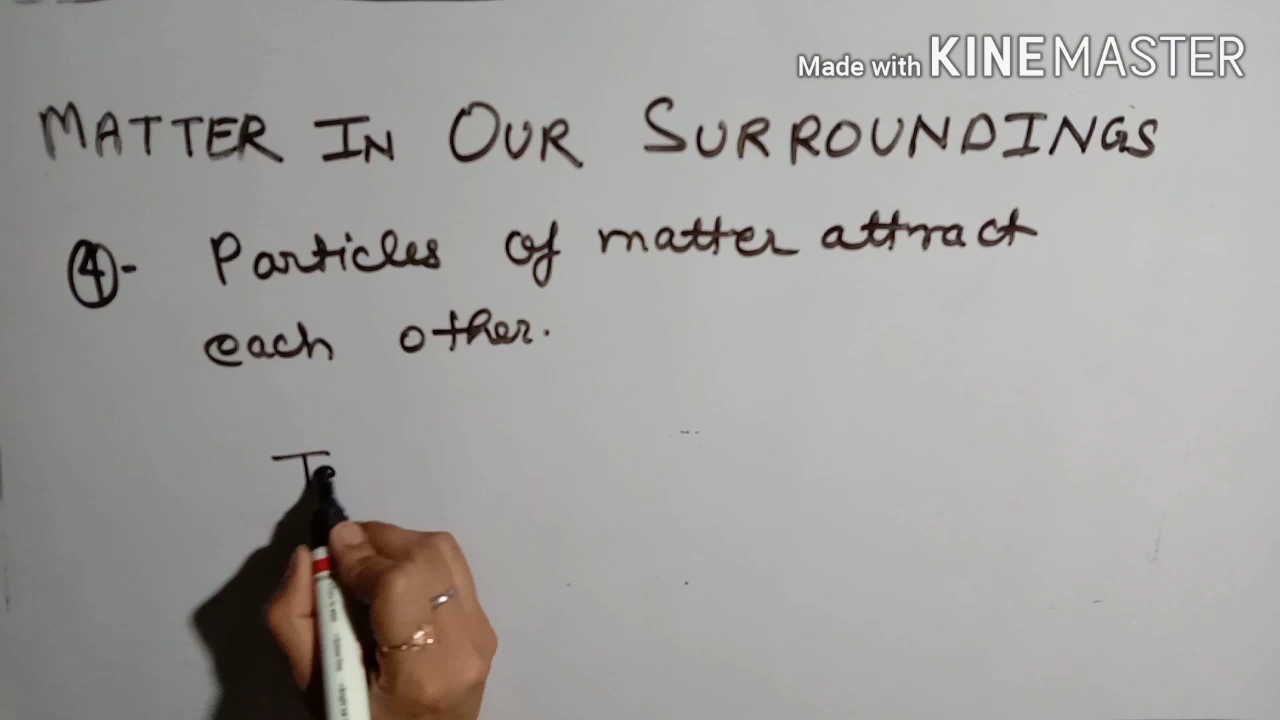 Made with KINEMASTER
MATTER IN OUR SURROUNDINGS
④- Particles of matter attract
each other.